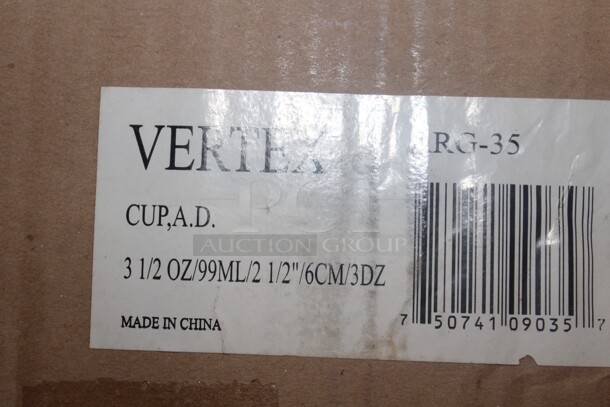 VERTEX ARG-35
CUP,A.D.
AUCTION GROUP
3 1/2 OZ/99ML/2 1/2"/6CM/3DZ
MADE IN CHINA
7 50741 09035 7